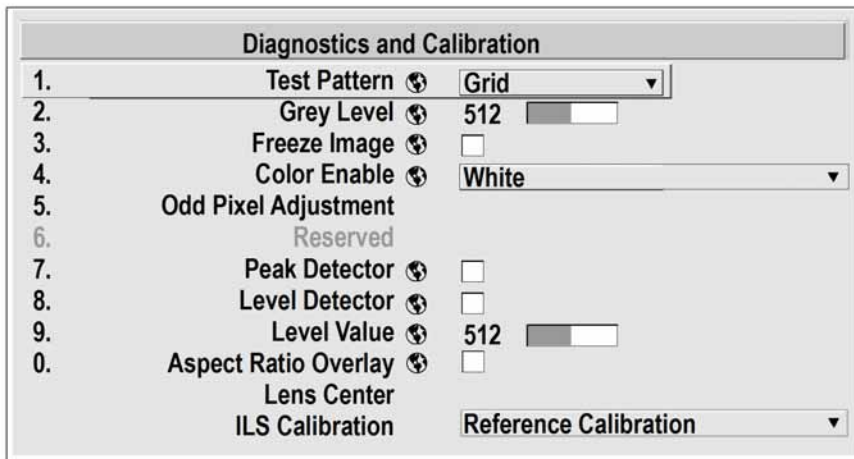 Diagnostics and Calibration
1. Test Pattern Grid
2. Grey Level 512
3. Freeze Image
4. Color Enable White
5. Odd Pixel Adjustment
6. Reserved
7. Peak Detector
8. Level Detector
9. Level Value 512
0. Aspect Ratio Overlay
Lens Center
ILS Calibration Reference Calibration